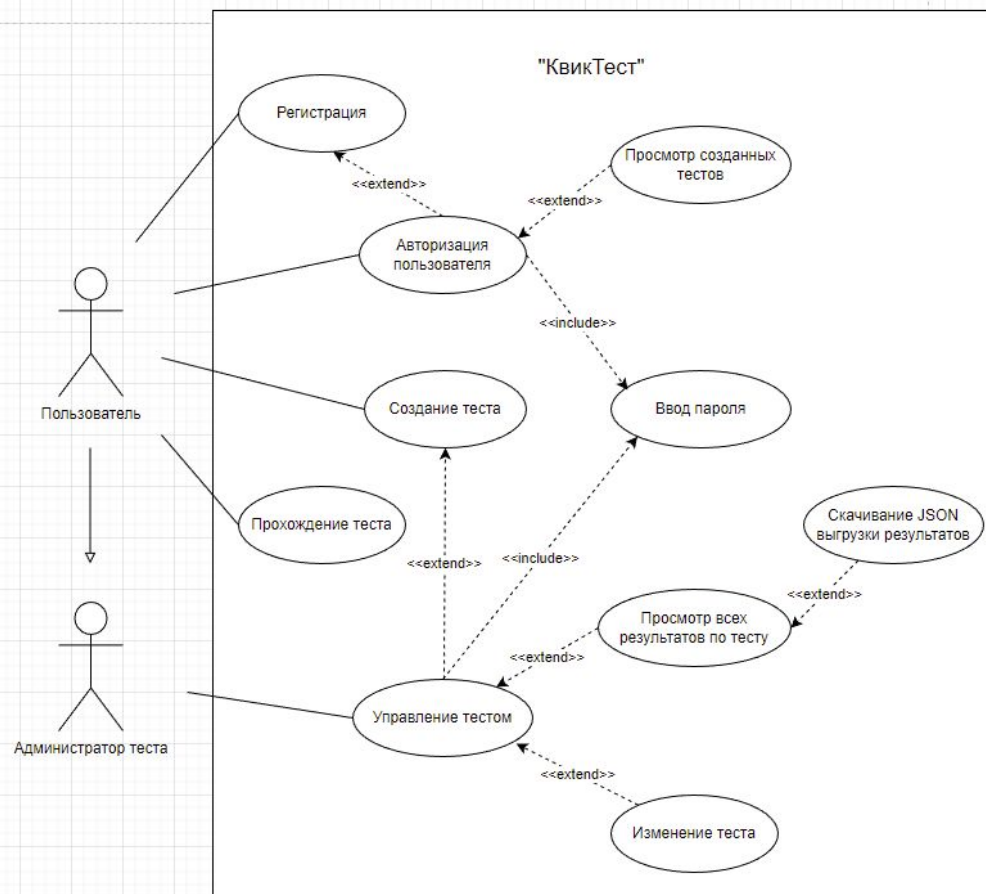 "КвикТест"
Регистрация
Просмотр созданных
тестов
<<extend>>
<<extend>>
Авторизация
пользователя
<<include>>
Пользователь
Создание теста
Ввод пароля
Прохождение теста
Скачивание JSON
выгрузки результатов
<<extend>>
<<include>>
<<extend>>
Просмотр всех
результатов по тесту
<<extend>>
Управление тестом
Администратор теста
<<extend>>
Изменение теста